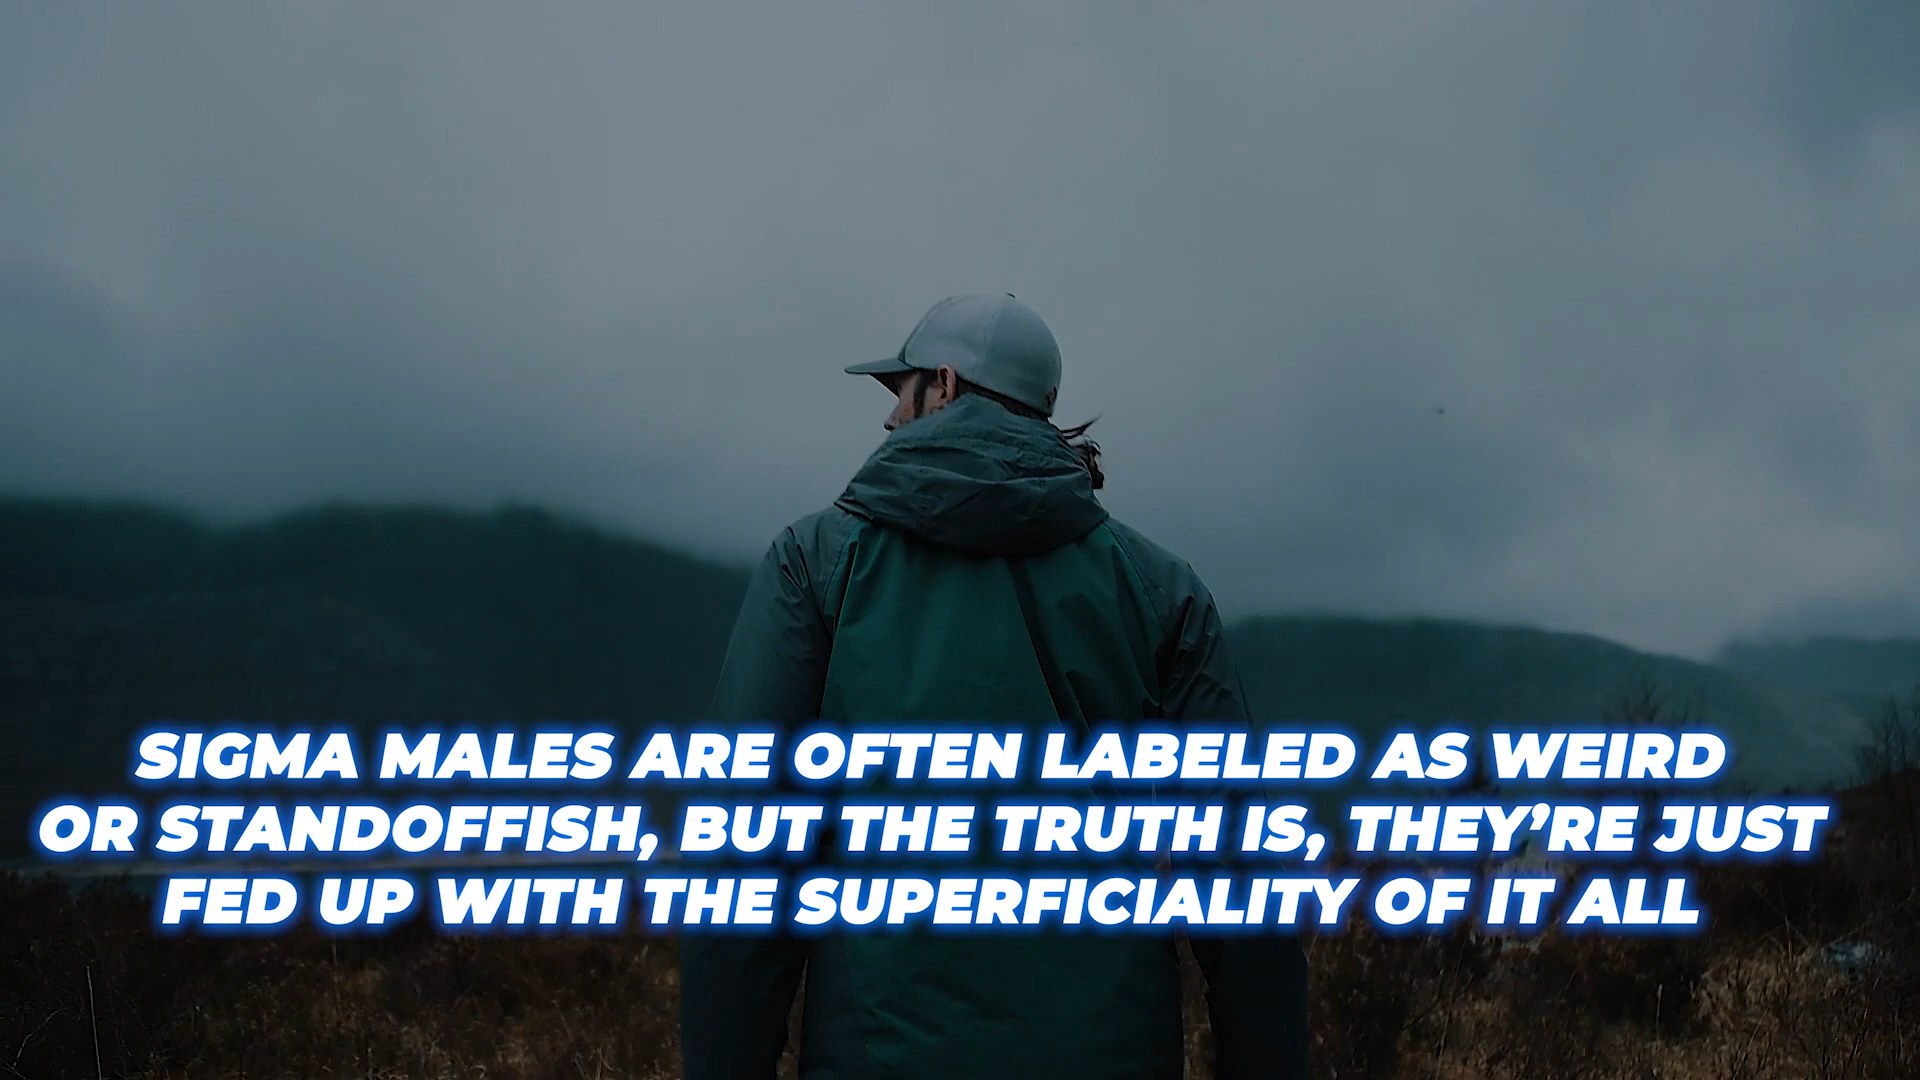 SIGMA MALES ARE OFTEN LABELED AS WEIRD
OR STANDOFFISH, BUT THE TRUTH IS, THEY’RE JUST
FED UP WITH THE SUPERFICIALITY OF IT ALL